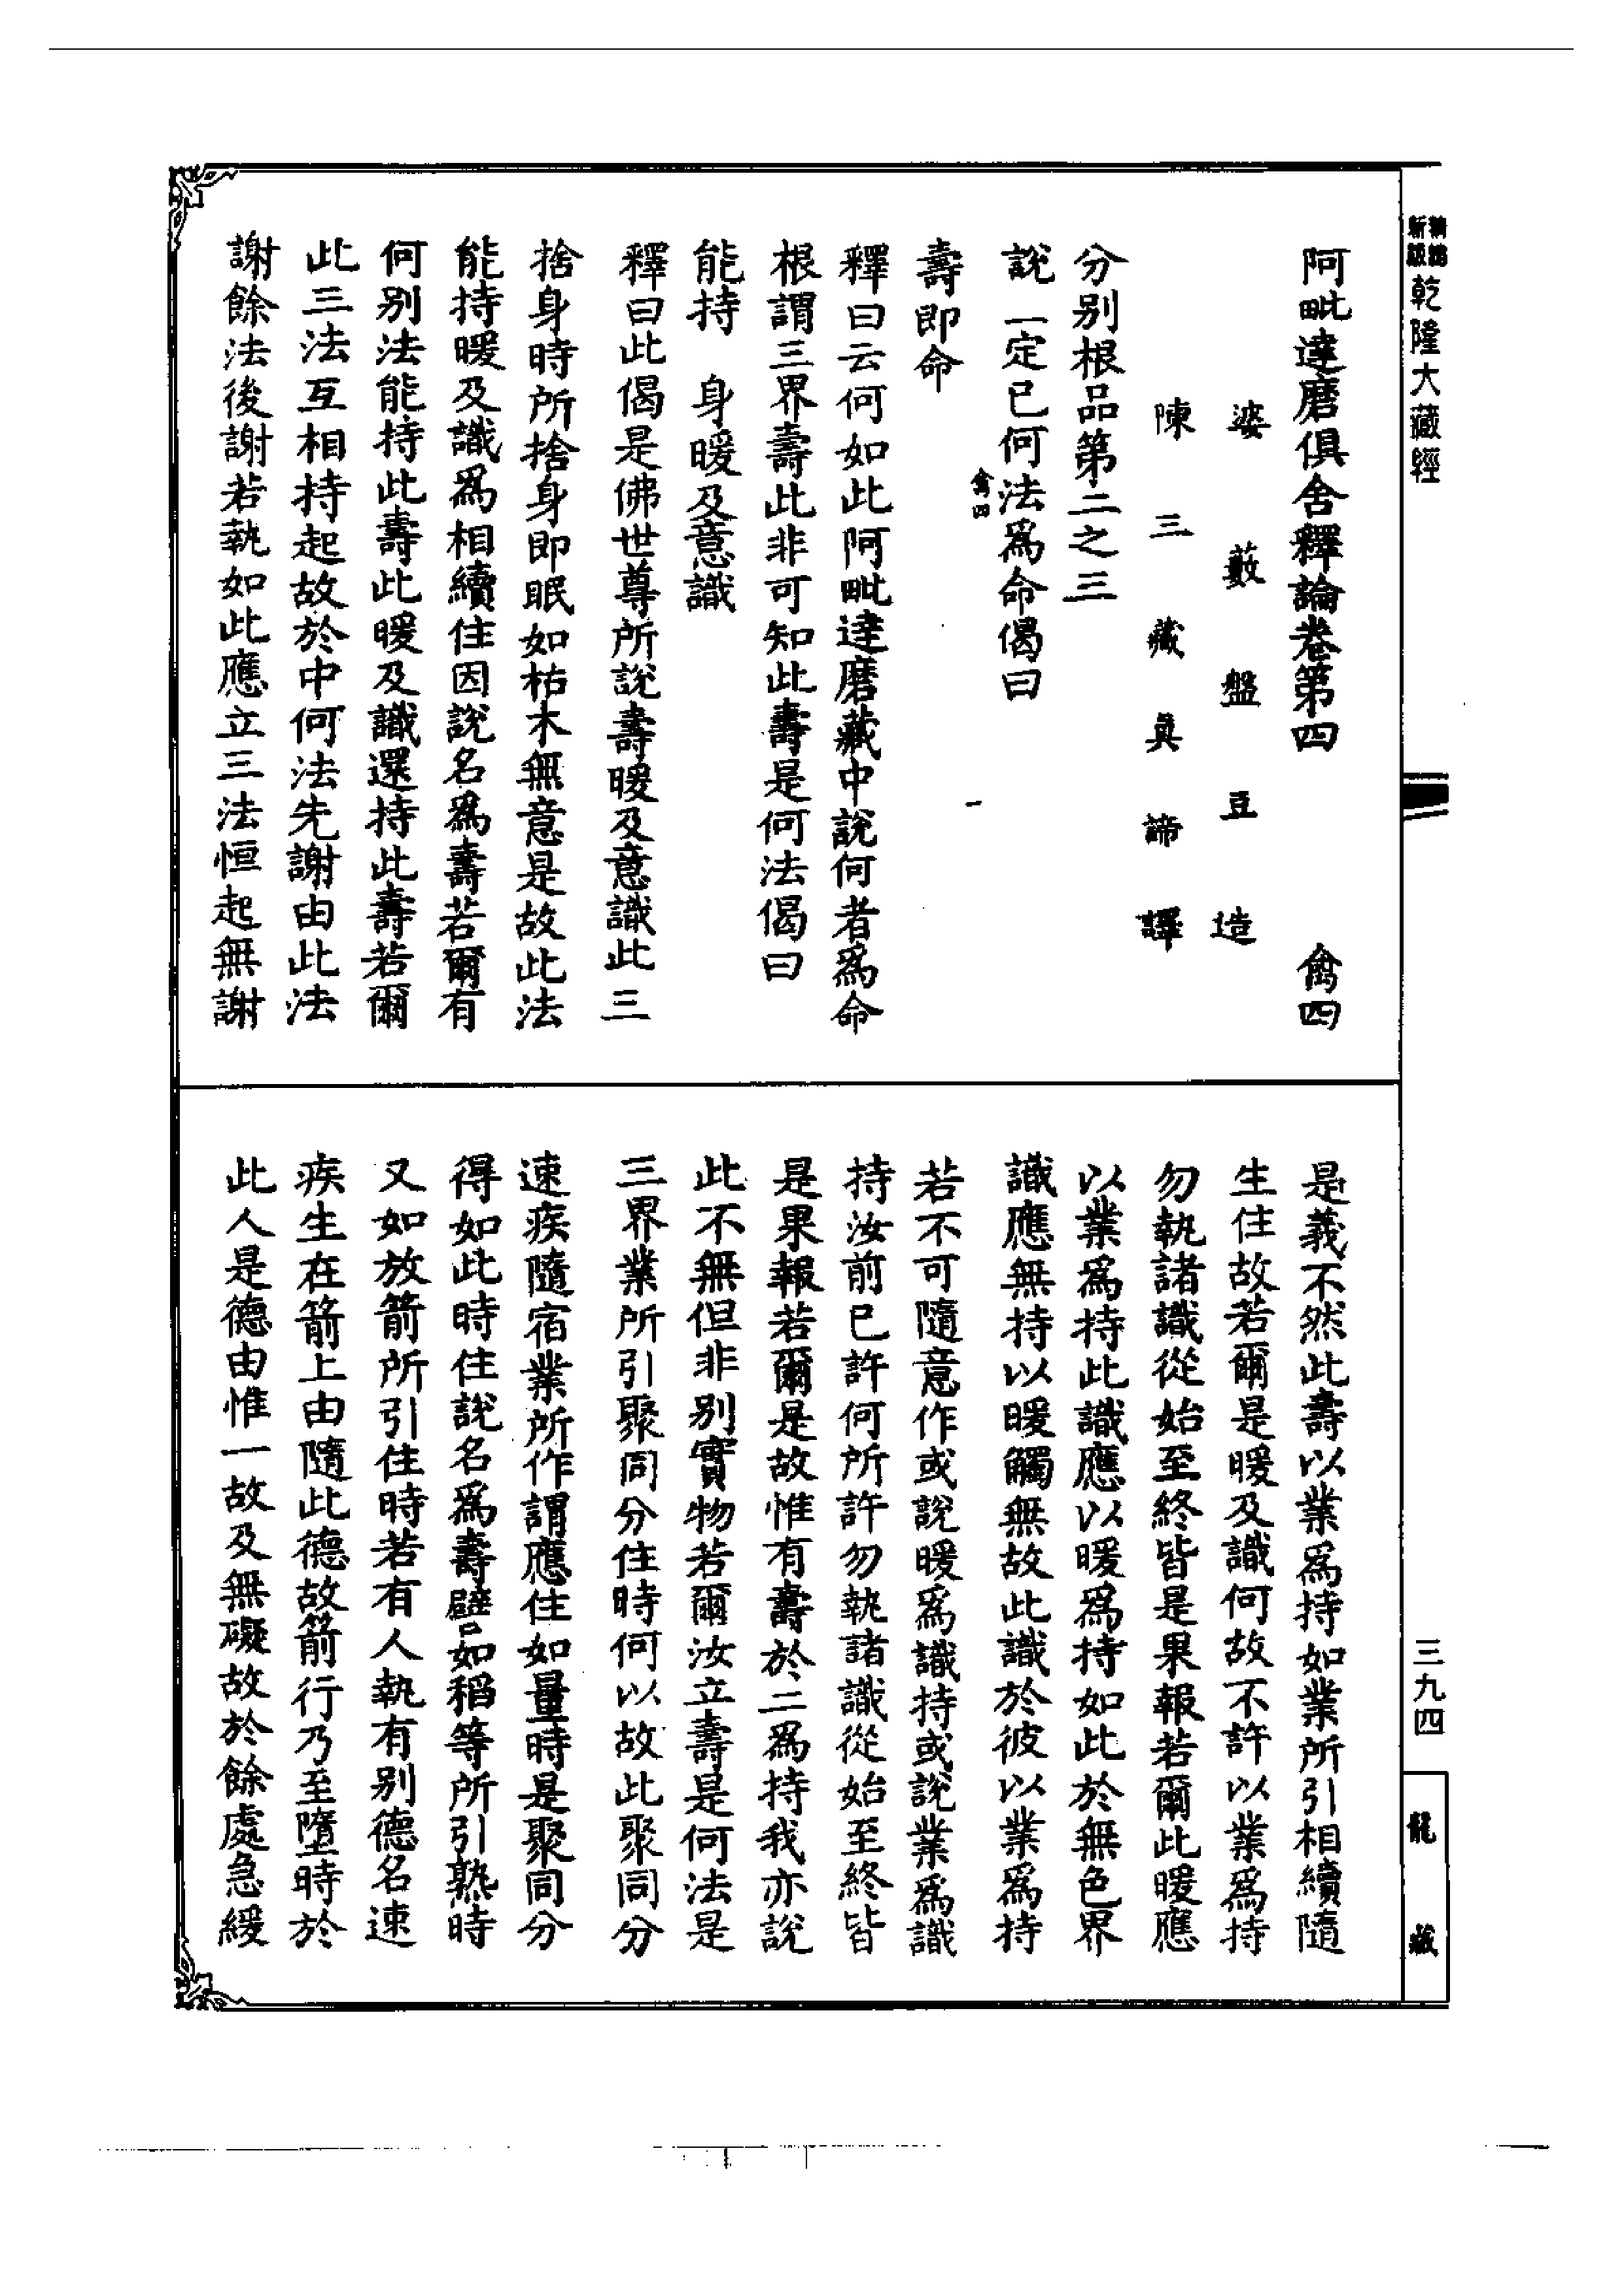 乾隆大藏經
三九四
龍藏
阿毗達磨俱舍釋論卷第四　禽四
婆藪盤豆造
陳三藏真諦譯
分別根品第二之三
說二定已何法為命偈曰
禽四
一
壽即命
釋曰云何如此阿毗達磨藏中說何者為命
根謂三界壽此非可知此壽是何法偈曰
能持　身暖及意識
釋曰此偈是佛世尊所說壽暖及意識此三
捨身時所捨身即眠如枯木無意是故此法
能持暖及識為相續住因說名為壽若爾有
何別法能持此壽此暖及識還持此壽若爾
此三法互相持起故於中何法先謝由此法
謝餘法後謝若執如此應立三法恒起無謝
是義不然此壽以業為持如業所引相續隨
生住故若爾是暖及識何故不許以業為持
勿執諸識從始至終皆是果報若爾此暖應
以業為持此識應以暖為持如此於無色界
識應無持以暖觸無故此識於彼以業為持
若不可隨意作或說暖為識持或說業為識
持汝前已許何所許勿執諸識從始至終皆
是果報若爾是故惟有壽於二為持我亦說
此不無但非別實物若爾汝立壽是何法是
三界業所引聚同分住時何以故此聚同分
速疾隨宿業所作謂應住如量時是聚同分
得如此時住說名為壽譬如稻等所引熟時
又如放箭所引住時若有人執有別德名速
疾生在箭上由隨此德故箭行乃至墮時於
此人是德由惟一故及無礙故於餘處急緩